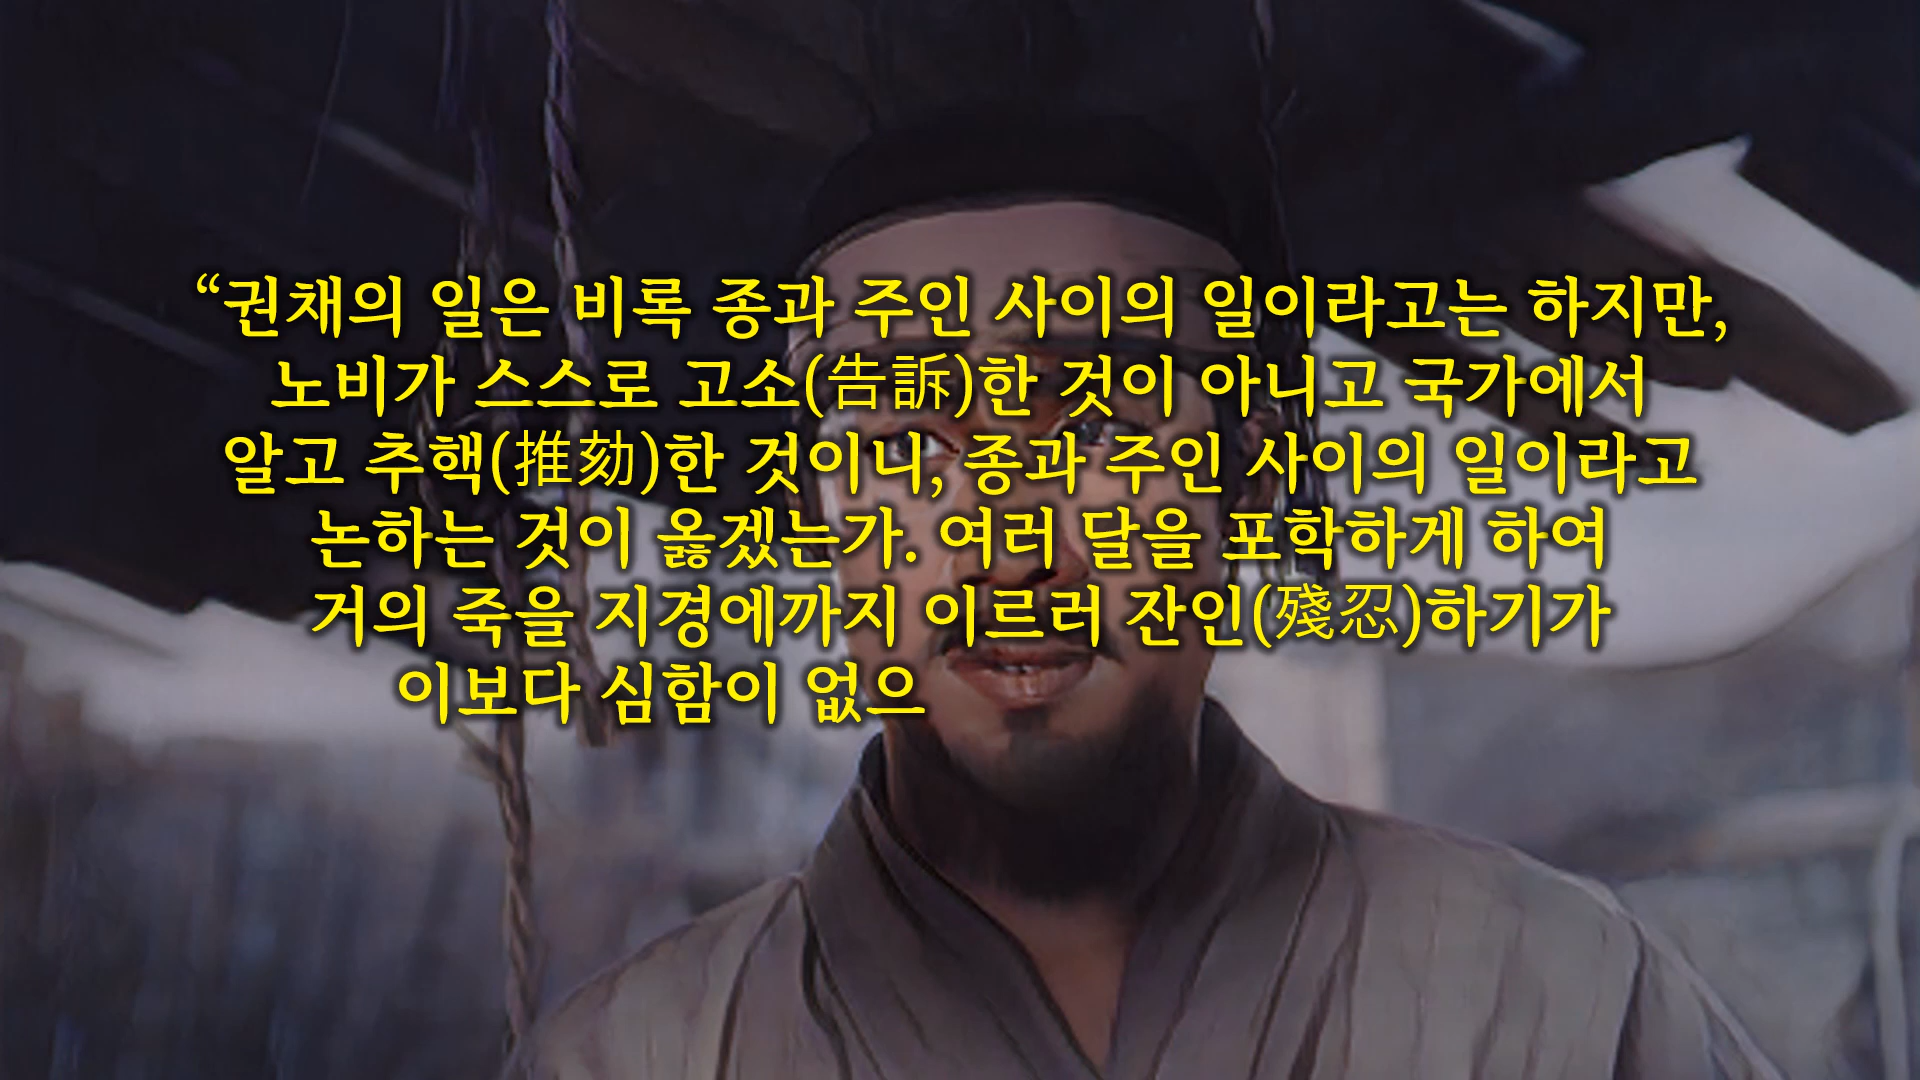 “권채의 일은 비록 종과 주인 사이의 일이라고는 하지만,
노비가 스스로 고소(告訴)한 것이 아니고 국가에서
알고 추핵(推劾)한 것이니, 종과 주인 사이의 일이라고
논하는 것이 옳겠는가. 여러 달을 포학하게 하여
거의 죽을 지경에까지 이르러 잔인(殘忍)하기가
이보다 심함이 없으